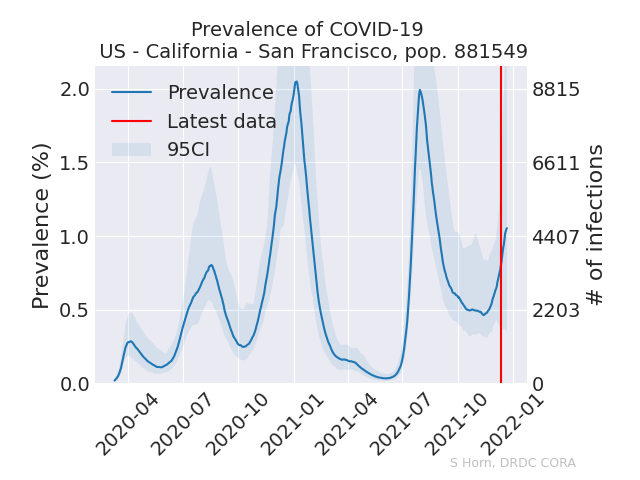 Prevalence of COVID-19
US - California - San Francisco, pop. 881549
Prevalence (%)
2.0
1.5
1.0
0.5
0.0
Prevalence
Latest data
95CI
8815
6611
4407
2203
0
# of infections
2020-04
2020-07
2020-10
2021-01
2021-04
2021-07
2021-10
2022-01
S Horn, DRDC CORA